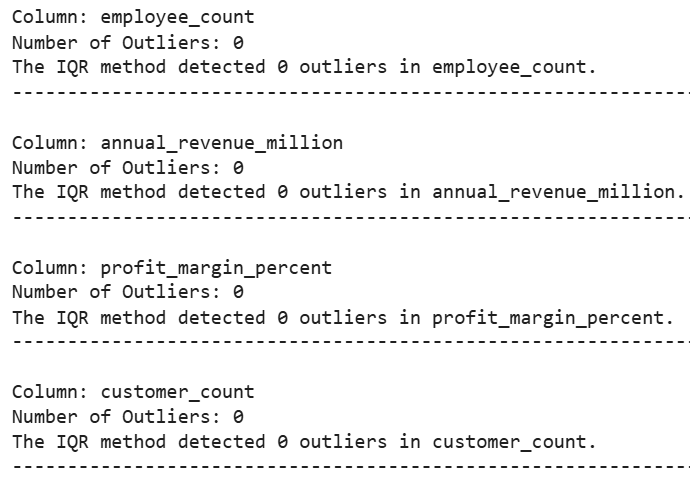 Column: employee_count
Number of Outliers: 0
The IQR method detected 0 outliers in employee_count.
-------------------------------------------------------------
Column: annual_revenue_million
Number of Outliers: 0
The IQR method detected 0 outliers in annual_revenue_million.
-------------------------------------------------------------
Column: profit_margin_percent
Number of Outliers: 0
The IQR method detected 0 outliers in profit_margin_percent.
-------------------------------------------------------------
Column: customer_count
Number of Outliers: 0
The IQR method detected 0 outliers in customer_count.
-------------------------------------------------------------